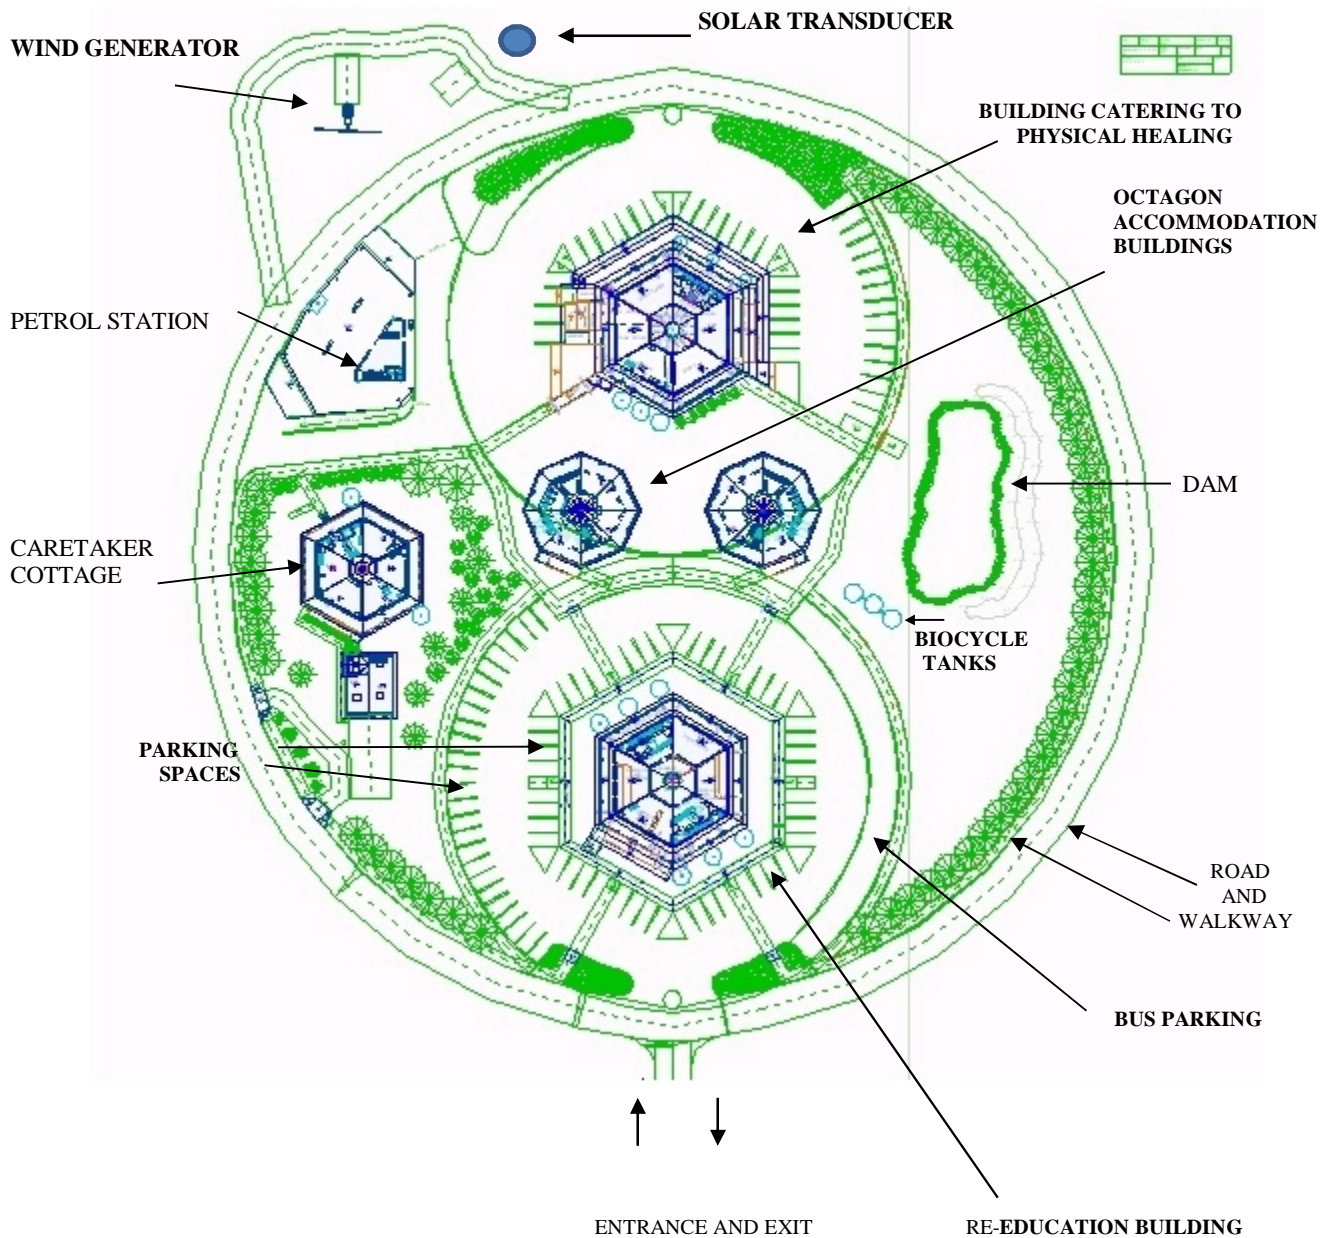 SOLAR TRANSDUCER
WIND GENERATOR
BUILDING CATERING TO
PHYSICAL HEALING
OCTAGON
ACCOMMODATION
BUILDINGS
PETROL STATION
DAM
CARETAKER
COTTAGE
BIOCYCLE
TANKS
PARKING
SPACES
ROAD
AND
WALKWAY
BUS PARKING
ENTRANCE AND EXIT
RE-EDUCATION BUILDING